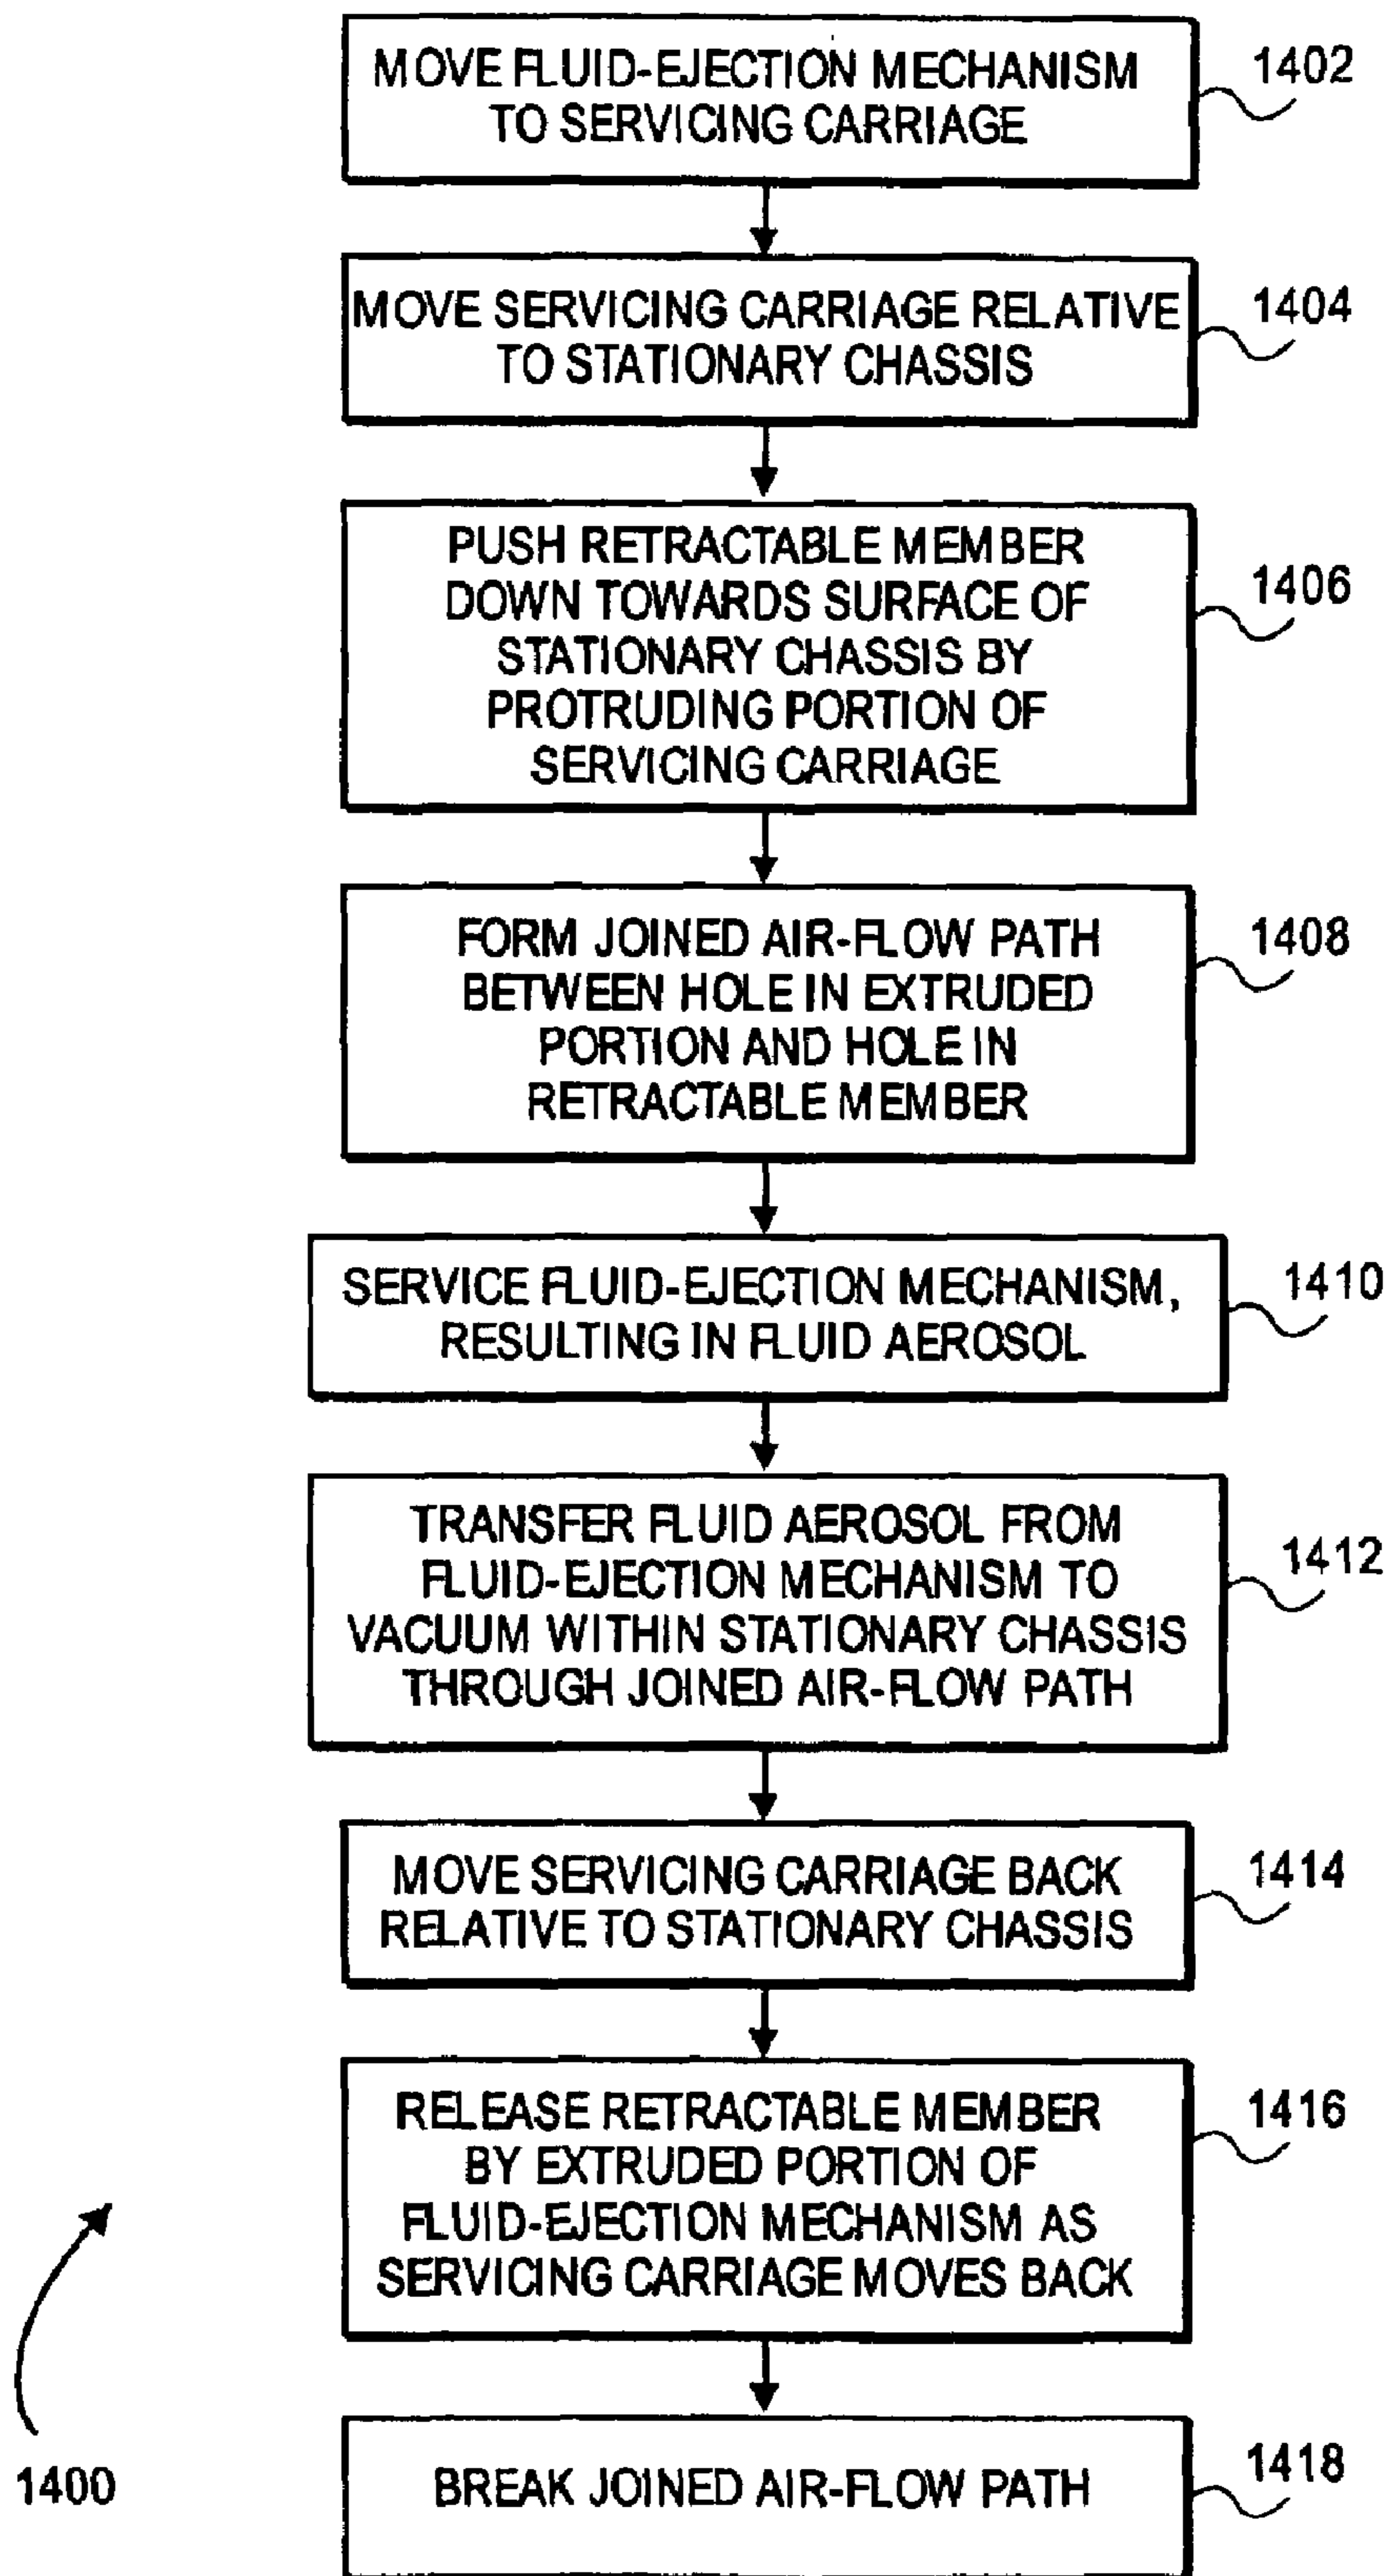 MOVE FLUID-EJECTION MECHANISM
TO SERVICING CARRIAGE
1402
MOVE SERVICING CARRIAGE RELATIVE
TO STATIONARY CHASSIS
1404
PUSH RETRACTABLE MEMBER
DOWN TOWARDS SURFACE OF
STATIONARY CHASSIS BY
PROTRUDING PORTION OF
SERVICING CARRIAGE
1406
FORM JOINED AIR-FLOW PATH
BETWEEN HOLE IN EXTRUDED
PORTION AND HOLE IN
RETRACTABLE MEMBER
1408
SERVICE FLUID-EJECTION MECHANISM,
RESULTING IN FLUID AEROSOL
1410
TRANSFER FLUID AEROSOL FROM
FLUID-EJECTION MECHANISM TO
VACUUM WITHIN STATIONARY CHASSIS
THROUGH JOINED AIR-FLOW PATH
1412
MOVE SERVICING CARRIAGE BACK
RELATIVE TO STATIONARY CHASSIS
1414
RELEASE RETRACTABLE MEMBER
BY EXTRUDED PORTION OF
FLUID-EJECTION MECHANISM AS
SERVICING CARRIAGE MOVES BACK
1416
BREAK JOINED AIR-FLOW PATH
1418
1400